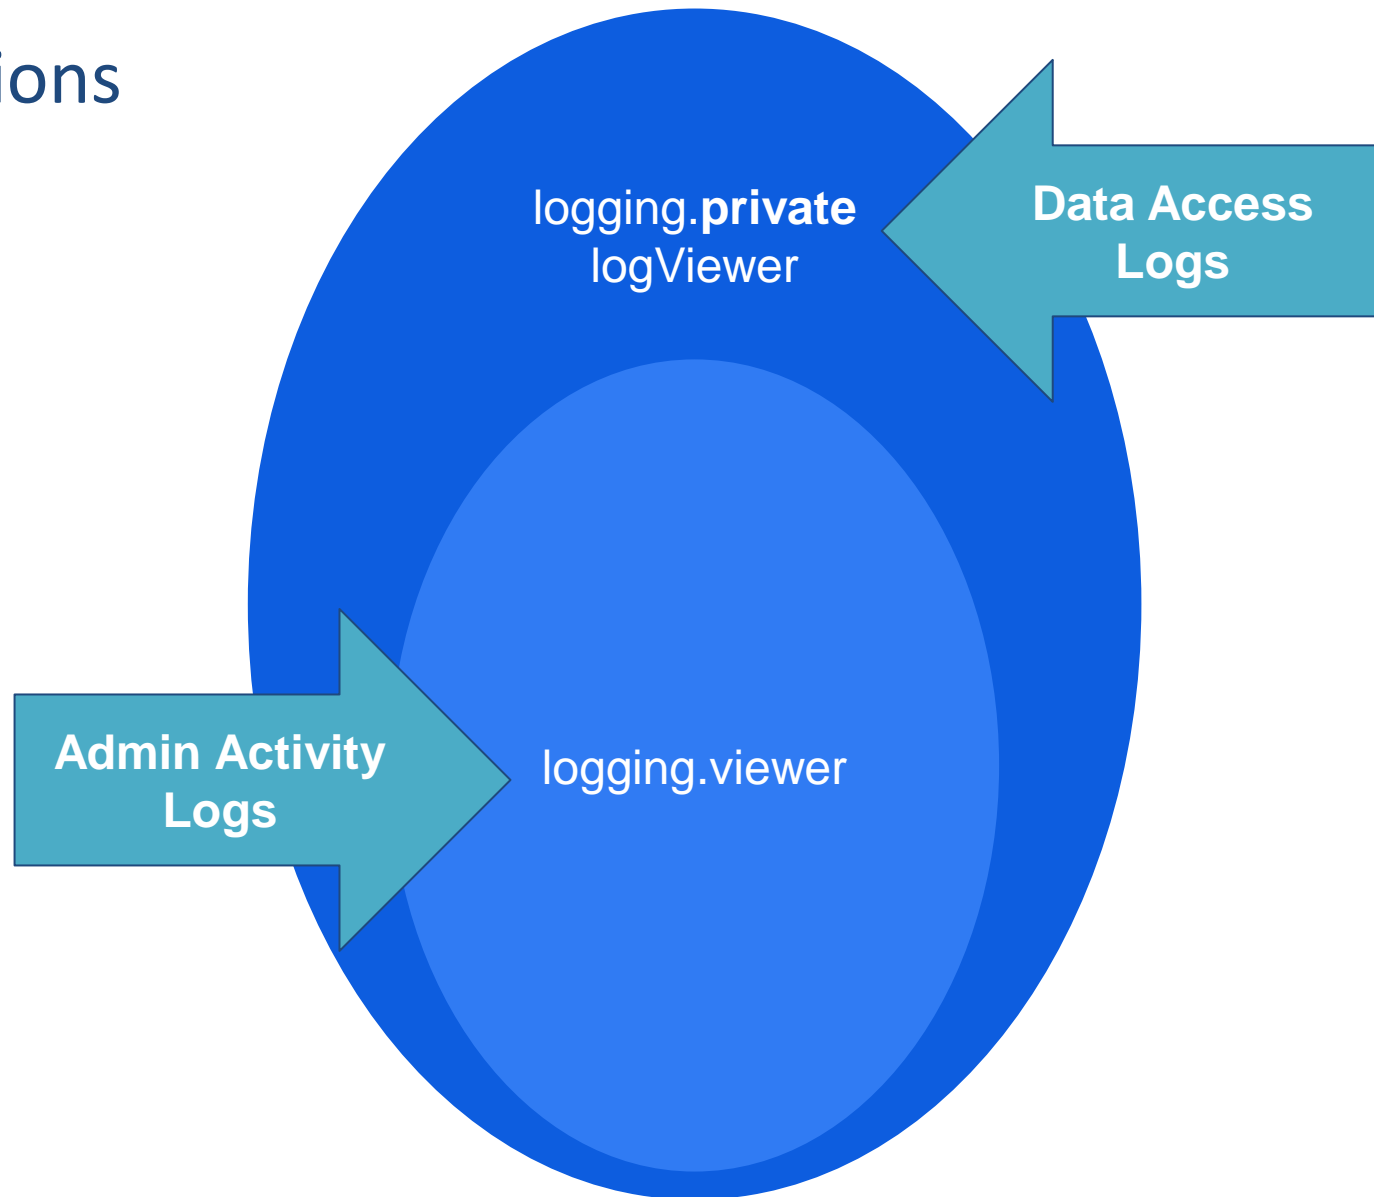 ions
logging.private
logViewer
Data Access
Logs
Admin Activity
Logs
logging.viewer